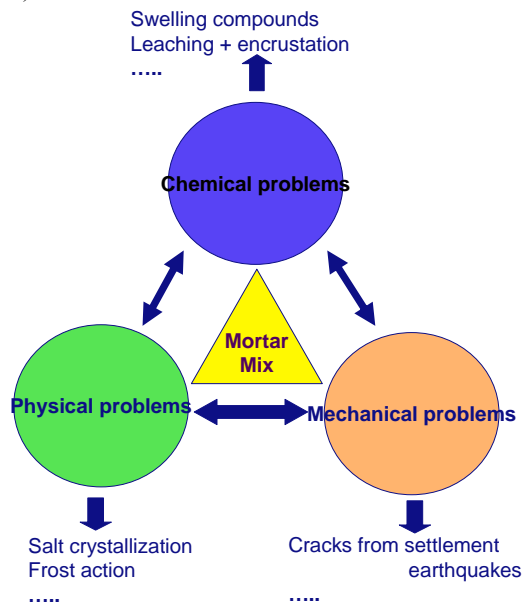 )
Swelling compounds
Leaching + encrustation
…..
Chemical problems
Mortar
Mix
Physical problems
Mechanical problems
Salt crystallization
Frost action
…..
Cracks from settlement
earthquakes
…..